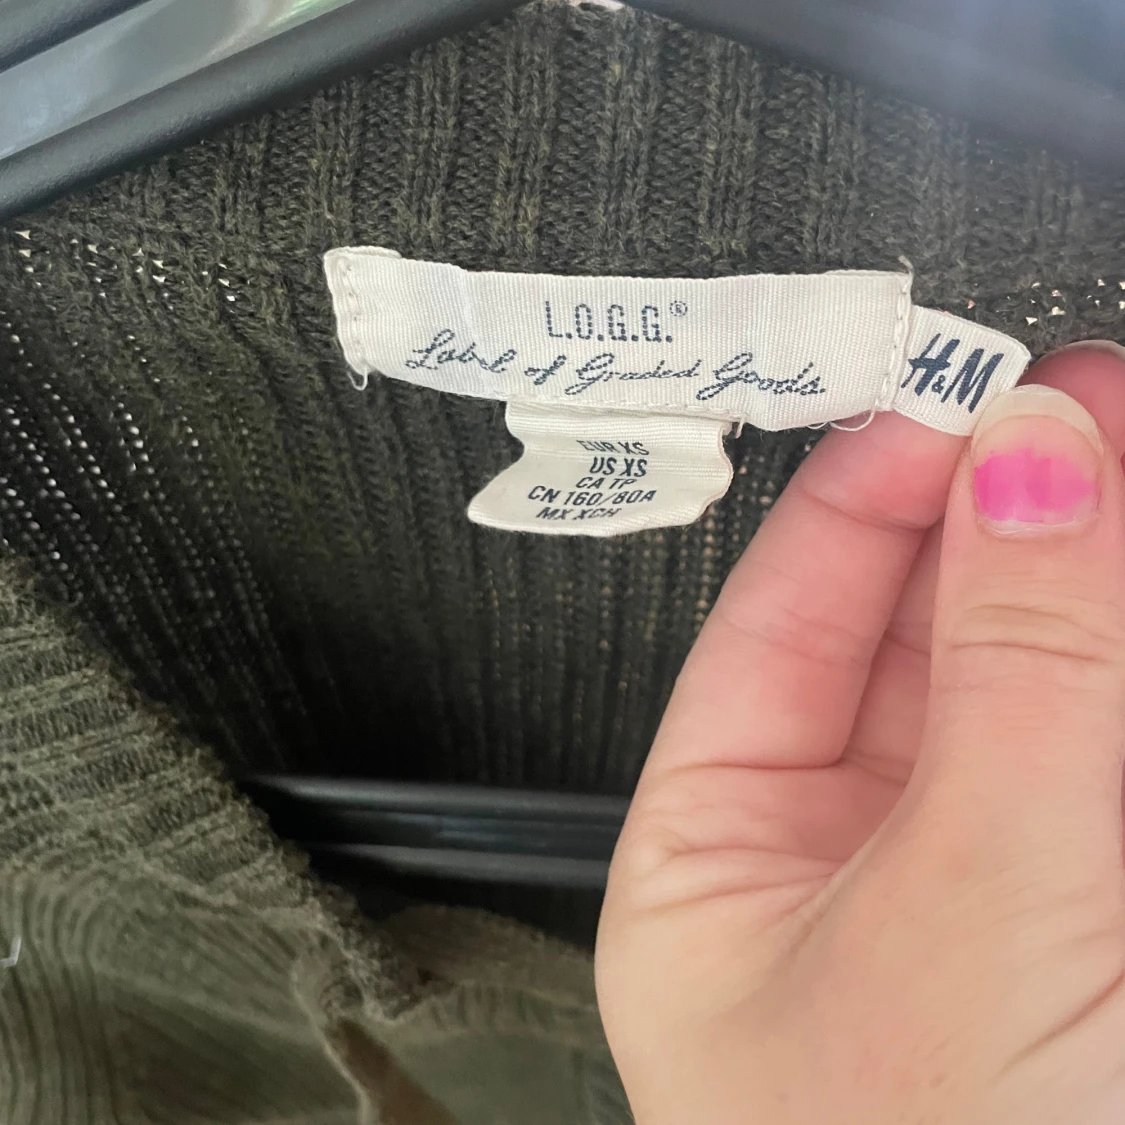 L.O.G.G.®
Label of Graded Goods.
H&M
EUR XS
US XS
CA TP
CN 160/80A
MX XCH